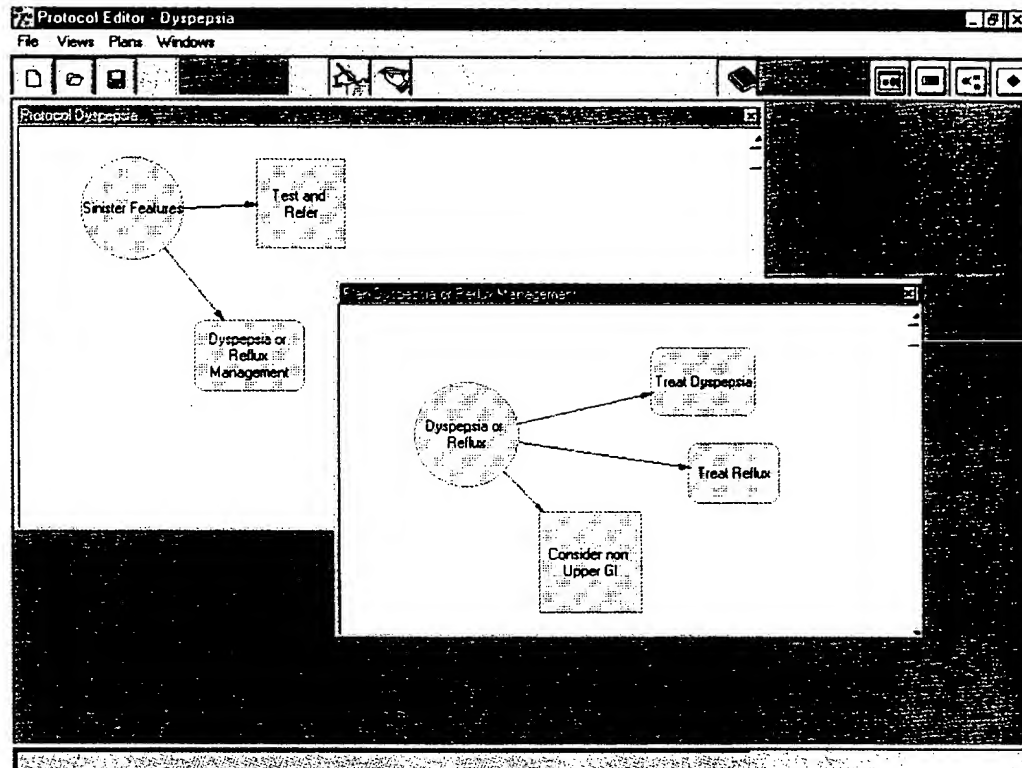 Protocol Editor - Dyspepsia
File Views Plans Windows
Protocol Dyspepsia
Sinister Features
Test and
Refer
Dyspepsia or
Reflux
Management
Plan Dyspepsia or Reflux Management
Dyspepsia or
Reflux
Treat Dyspepsia
Treat Reflux
Consider non
Upper GI